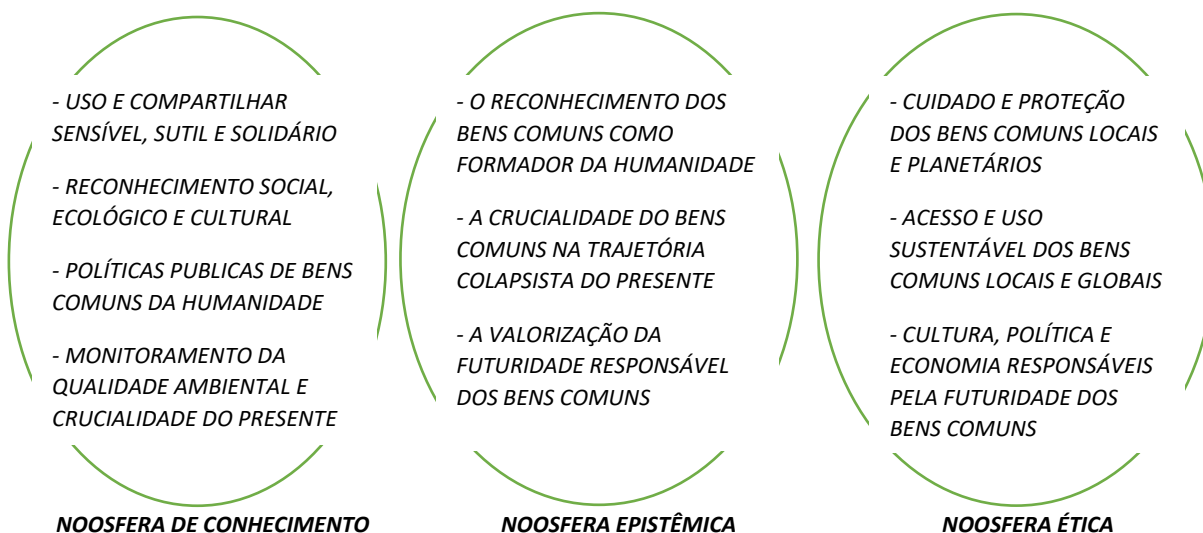 - USO E COMPARTILHAR
SENSÍVEL, SUTIL E SOLIDÁRIO
- RECONHECIMENTO SOCIAL,
ECOLÓGICO E CULTURAL
- POLÍTICAS PUBLICAS DE BENS
COMUNS DA HUMANIDADE
- MONITORAMENTO DA
QUALIDADE AMBIENTAL E
CRUCIALIDADE DO PRESENTE
NOOSFERA DE CONHECIMENTO
- O RECONHECIMENTO DOS
BENS COMUNS COMO
FORMADOR DA HUMANIDADE
- A CRUCIALIDADE DO BENS
COMUNS NA TRAJETÓRIA
COLAPSISTA DO PRESENTE
- A VALORIZAÇÃO DA
FUTURIDADE RESPONSÁVEL
DOS BENS COMUNS
NOOSFERA EPISTÊMICA
- CUIDADO E PROTEÇÃO
DOS BENS COMUNS LOCAIS
E PLANETÁRIOS
- ACESSO E USO
SUSTENTÁVEL DOS BENS
COMUNS LOCAIS E GLOBAIS
- CULTURA, POLÍTICA E
ECONOMIA RESPONSÁVEIS
PELA FUTURIDADE DOS
BENS COMUNS
NOOSFERA ÉTICA